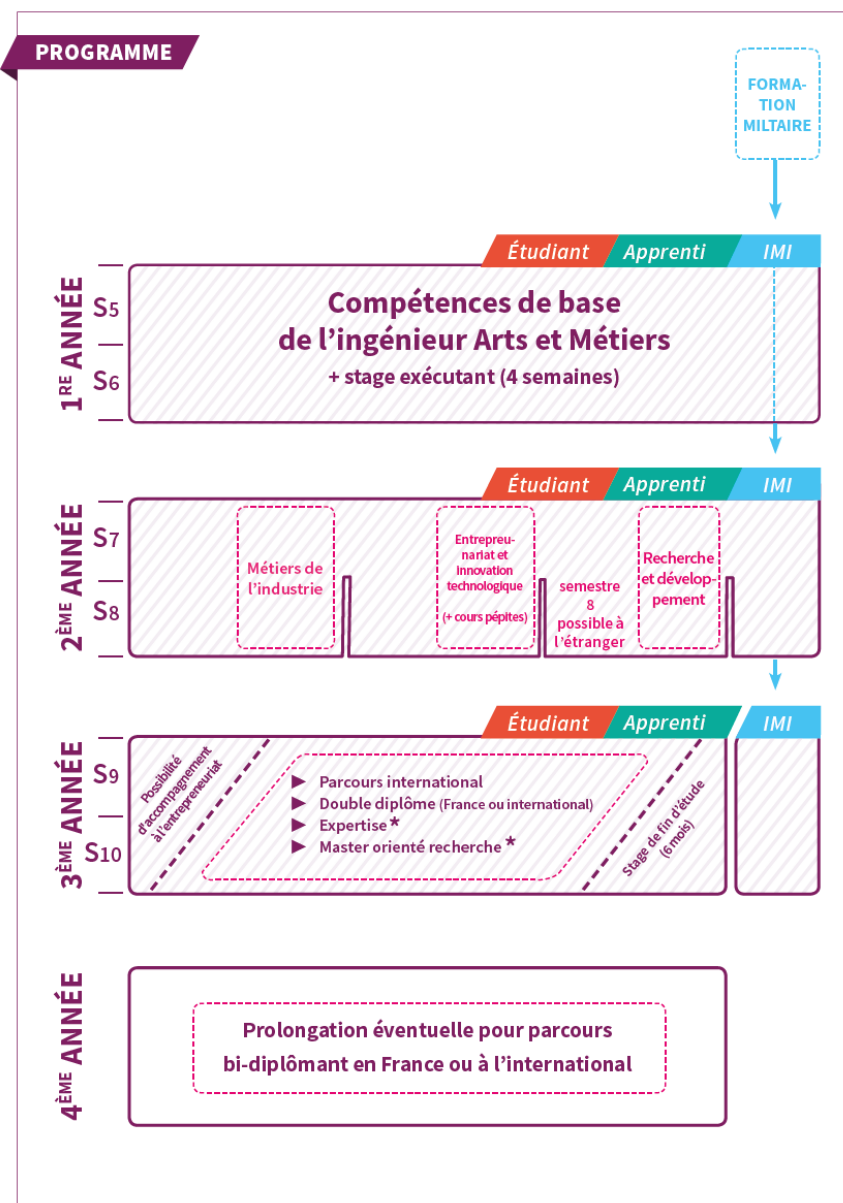 PROGRAMME
FORMA-
TION
MILTAIRE
Étudiant Apprenti IMI
1RE ANNÉE
S5
S6
Compétences de base
de l’ingénieur Arts et Métiers
+ stage exécutant (4 semaines)
Étudiant Apprenti IMI
2ÈME ANNÉE
S7
S8
Métiers de
l’industrie
Entrepreu-
nariat et
innovation
technologique
(+ cours pépites)
semestre
8
possible à
l’étranger
Recherche
et dévelop-
pement
Étudiant Apprenti IMI
3ÈME ANNÉE
S9
S10
Possibilité
d’accompagnement
à l’entrepreneuriat
► Parcours international
► Double diplôme (France ou international)
► Expertise *
► Master orienté recherche *
Stage de fin d’étude
(6 mois)
4ÈME ANNÉE
Prolongation éventuelle pour parcours
bi-diplômant en France ou à l’international